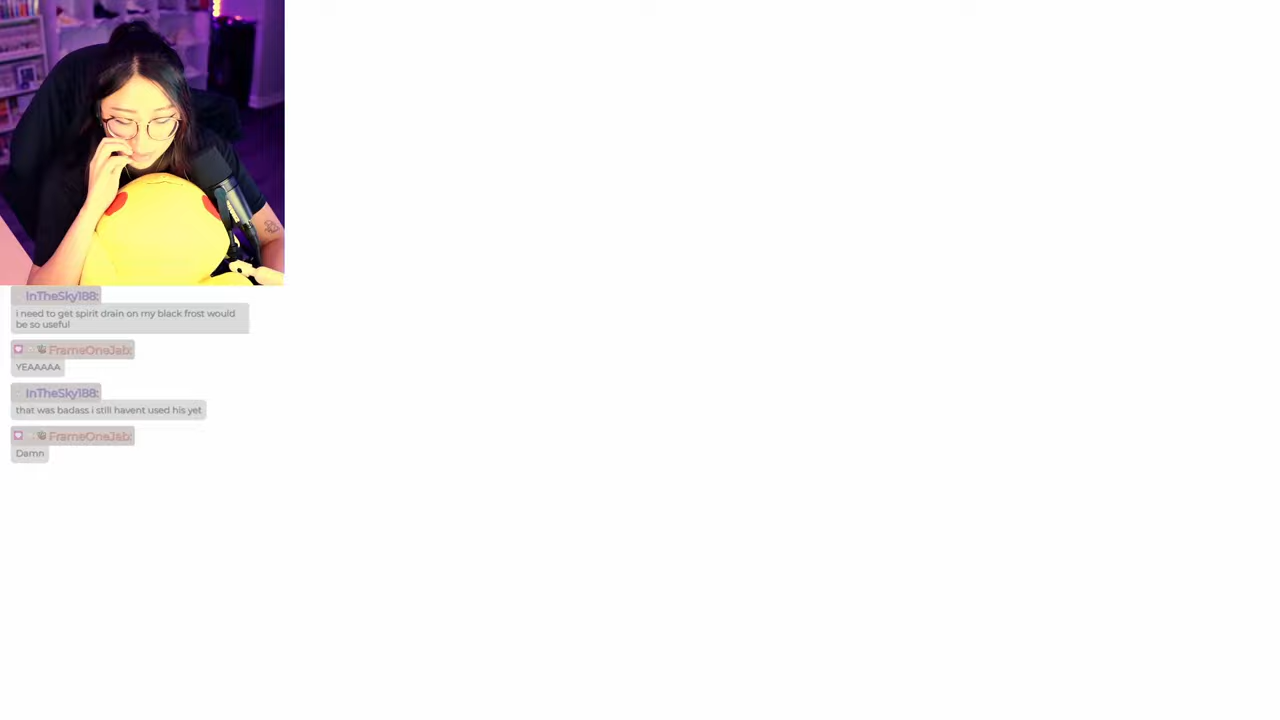 InTheSky188:
i need to get spirit drain on my black frost would
be so useful
FrameOneJab:
YEAAAAA
InTheSky188:
that was badass i still havent used his yet
FrameOneJab:
Damn